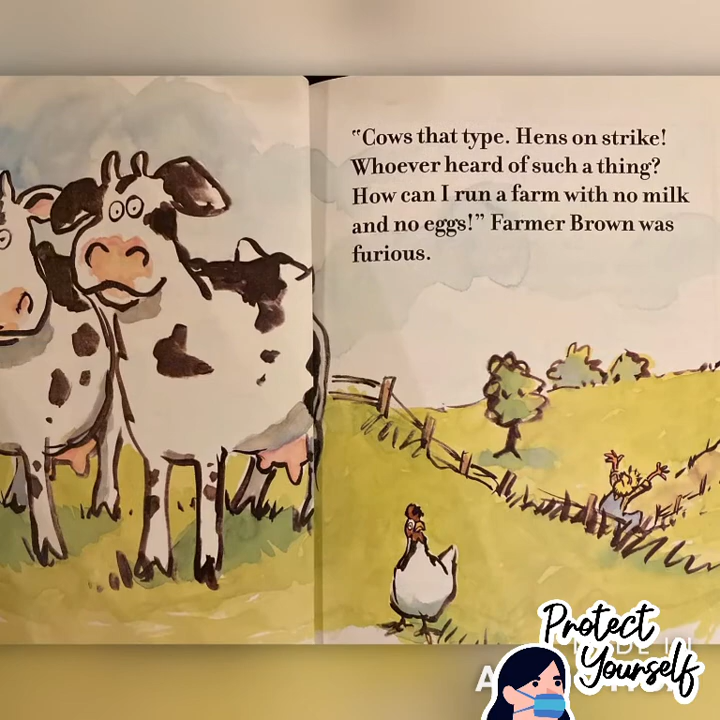 "Cows that type. Hens on strike!
Whoever heard of such a thing?
How can I run a farm with no milk
and no eggs!" Farmer Brown was
furious.
Protect
Yourself